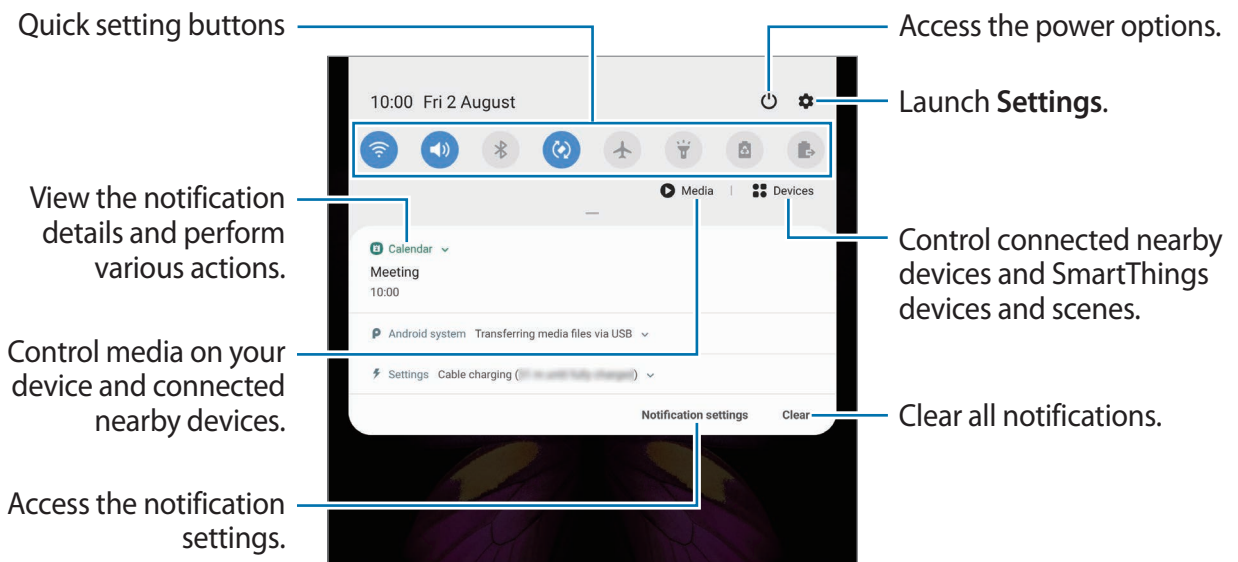 Quick setting buttons
Access the power options.
10:00 Fri 2 August
Launch Settings.
Media
Devices
View the notification
details and perform
various actions.
Calendar
Meeting
10:00
Control connected nearby
devices and SmartThings
devices and scenes.
Android system Transferring media files via USB
Control media on your
device and connected
nearby devices.
Settings Cable charging ( )
Notification settings
Clear
Clear all notifications.
Access the notification
settings.